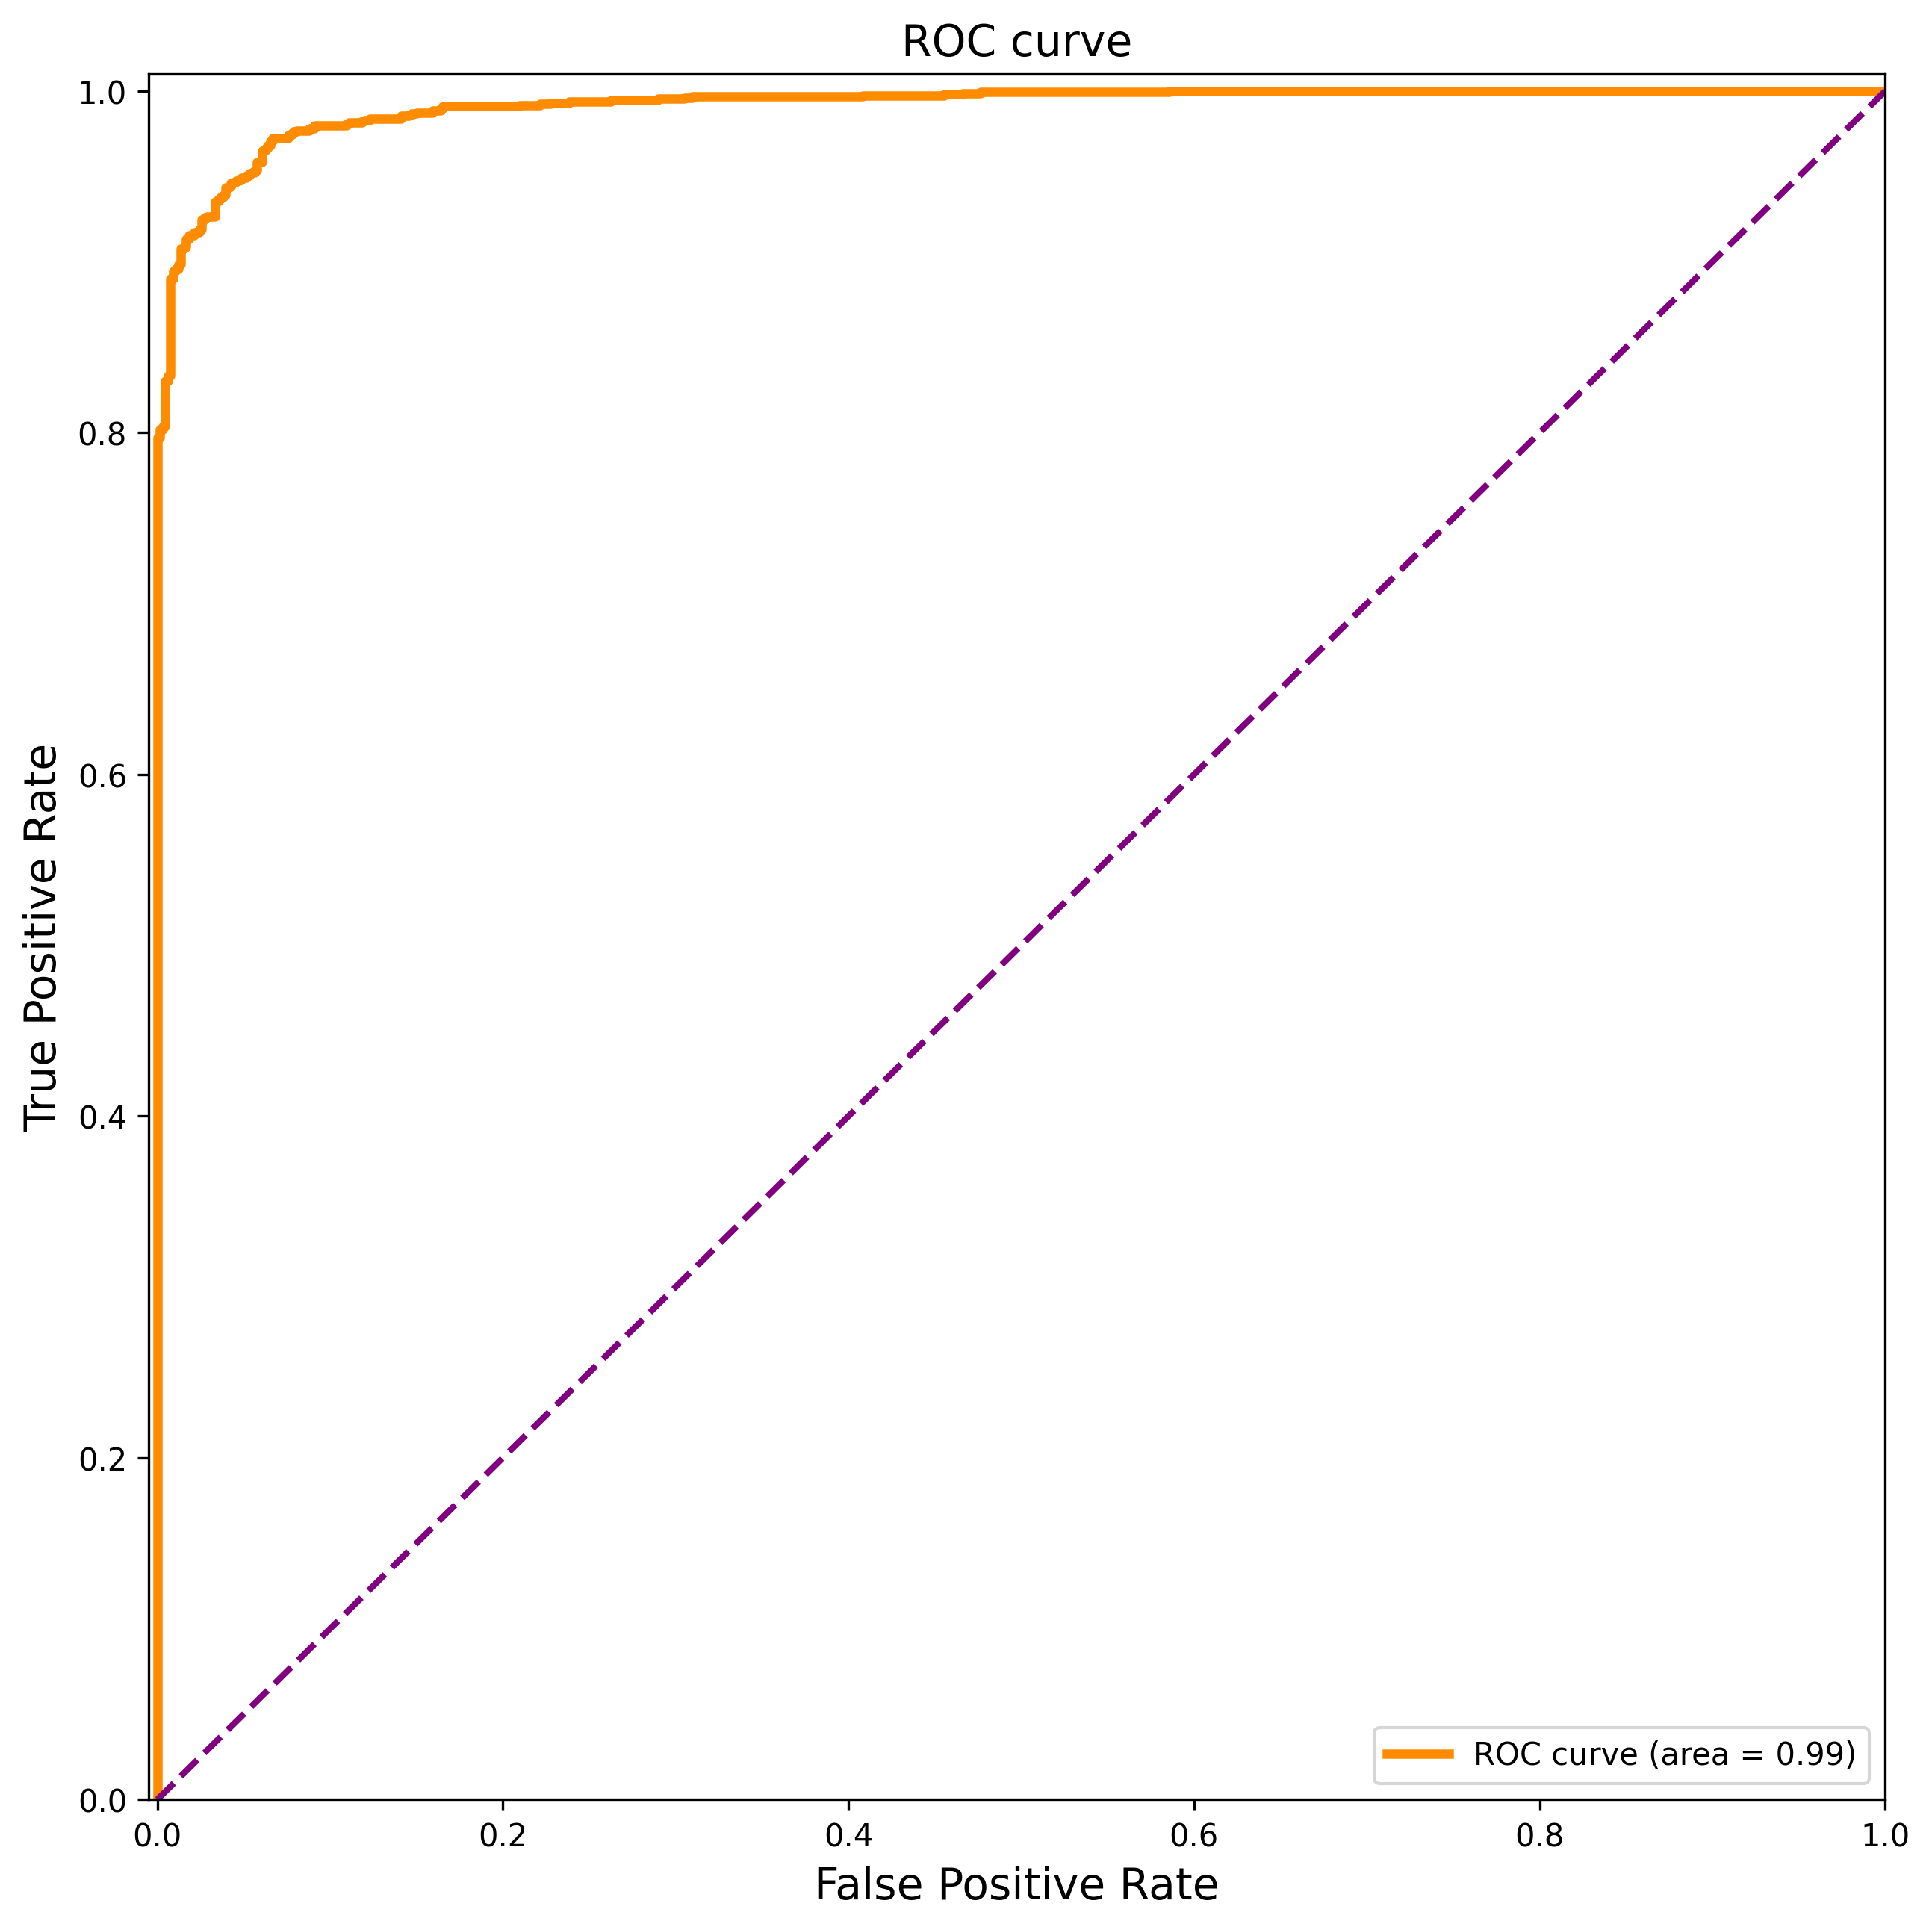 ROC curve
1.0
0.8
0.6
0.4
0.2
0.0
True Positive Rate
ROC curve (area = 0.99)
0.0 0.2 0.4 0.6 0.8 1.0
False Positive Rate